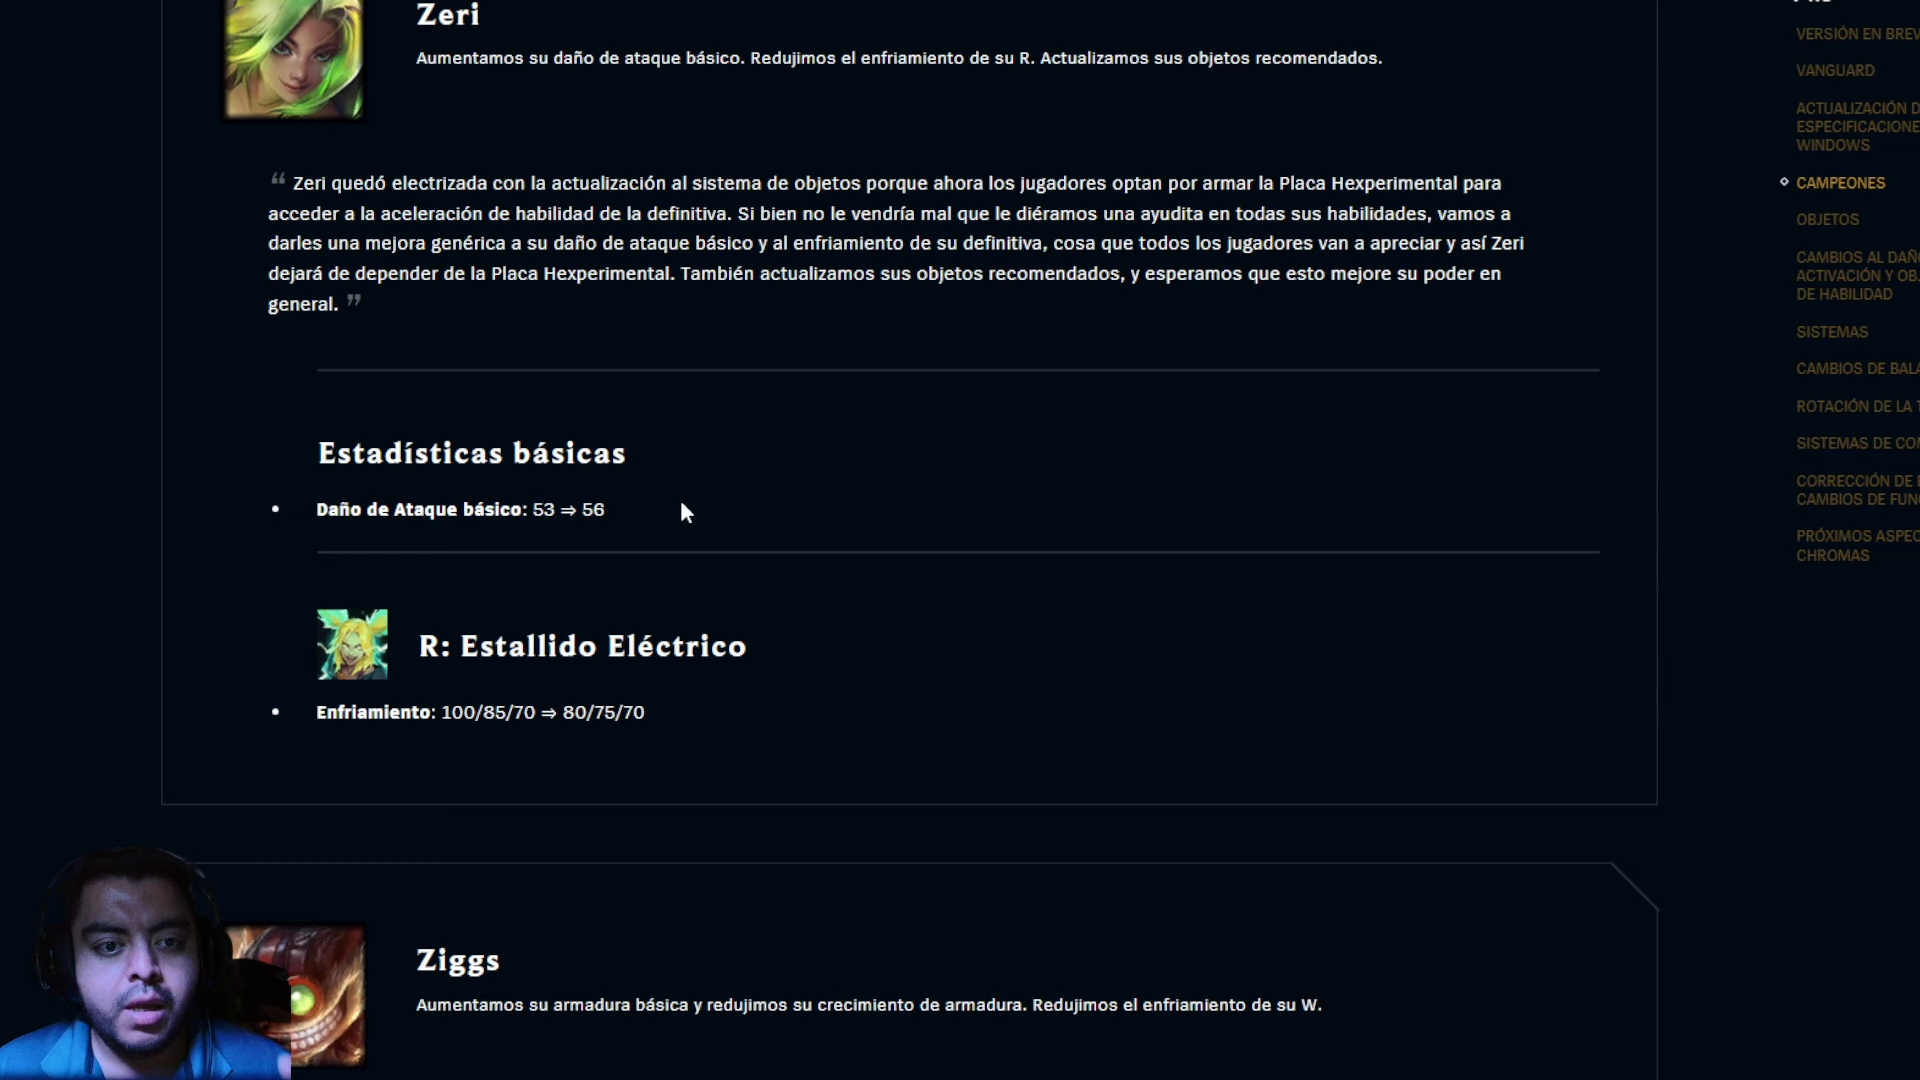 Zeri
Aumentamos su daño de ataque básico. Redujimos el enfriamiento de su R. Actualizamos sus objetos recomendados.
“ Zeri quedó electrizada con la actualización al sistema de objetos porque ahora los jugadores optan por armar la Placa Hexperimental para
acceder a la aceleración de habilidad de la definitiva. Si bien no le vendría mal que le diéramos una ayudita en todas sus habilidades, vamos a
darles una mejora genérica a su daño de ataque básico y al enfriamiento de su definitiva, cosa que todos los jugadores van a apreciar y así Zeri
dejará de depender de la Placa Hexperimental. También actualizamos sus objetos recomendados, y esperamos que esto mejore su poder en
general. ”
Estadísticas básicas
• Daño de Ataque básico: 53 ⇒ 56
R: Estallido Eléctrico
• Enfriamiento: 100/85/70 ⇒ 80/75/70
Ziggs
Aumentamos su armadura básica y redujimos su crecimiento de armadura. Redujimos el enfriamiento de su W.
VERSIÓN EN BREV
VANGUARD
ACTUALIZACIÓN D
ESPECIFICACIONE
WINDOWS
CAMPEONES
OBJETOS
CAMBIOS AL DAÑO
ACTIVACIÓN Y OBJ
DE HABILIDAD
SISTEMAS
CAMBIOS DE BALA
ROTACIÓN DE LA T
SISTEMAS DE COM
CORRECCIÓN DE E
CAMBIOS DE FUNC
PRÓXIMOS ASPEC
CHROMAS